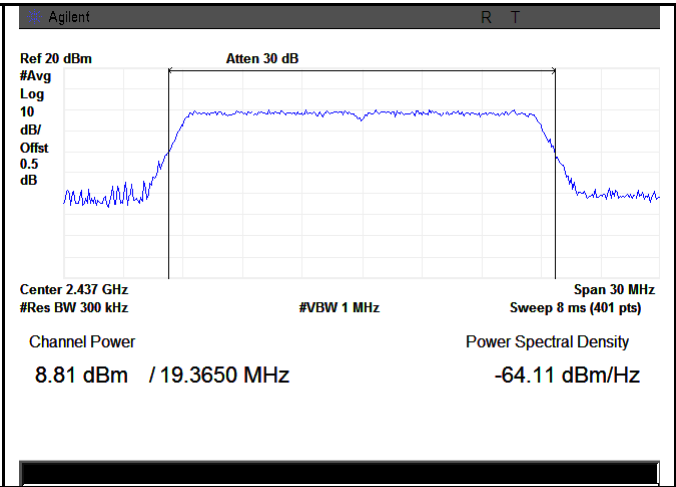 Agilent R T
Ref 20 dBm Atten 30 dB
#Avg
Log
10
dB/
Offst
0.5
dB
Center 2.437 GHz Span 30 MHz
#Res BW 300 kHz #VBW 1 MHz Sweep 8 ms (401 pts)
Channel Power Power Spectral Density
8.81 dBm / 19.3650 MHz -64.11 dBm/Hz